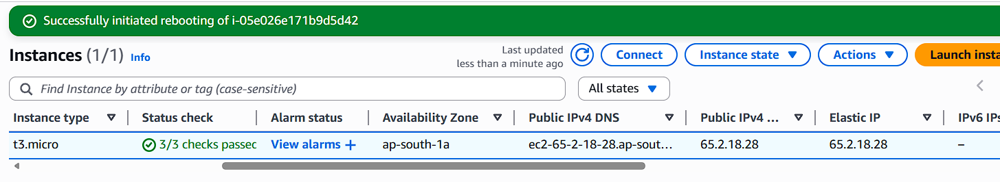 Successfully initiated rebooting of i-05e026e171b9d5d42
Instances (1/1) Info
Last updated
less than a minute ago
Connect
Instance state
Actions
Launch insta
Find Instance by attribute or tag (case-sensitive)
All states
Instance type Status check Alarm status Availability Zone Public IPv4 DNS Public IPv4 ... Elastic IP IPv6 IPs
t3.micro 3/3 checks passed View alarms + ap-south-1a ec2-65-2-18-28.ap-sout... 65.2.18.28 65.2.18.28 –